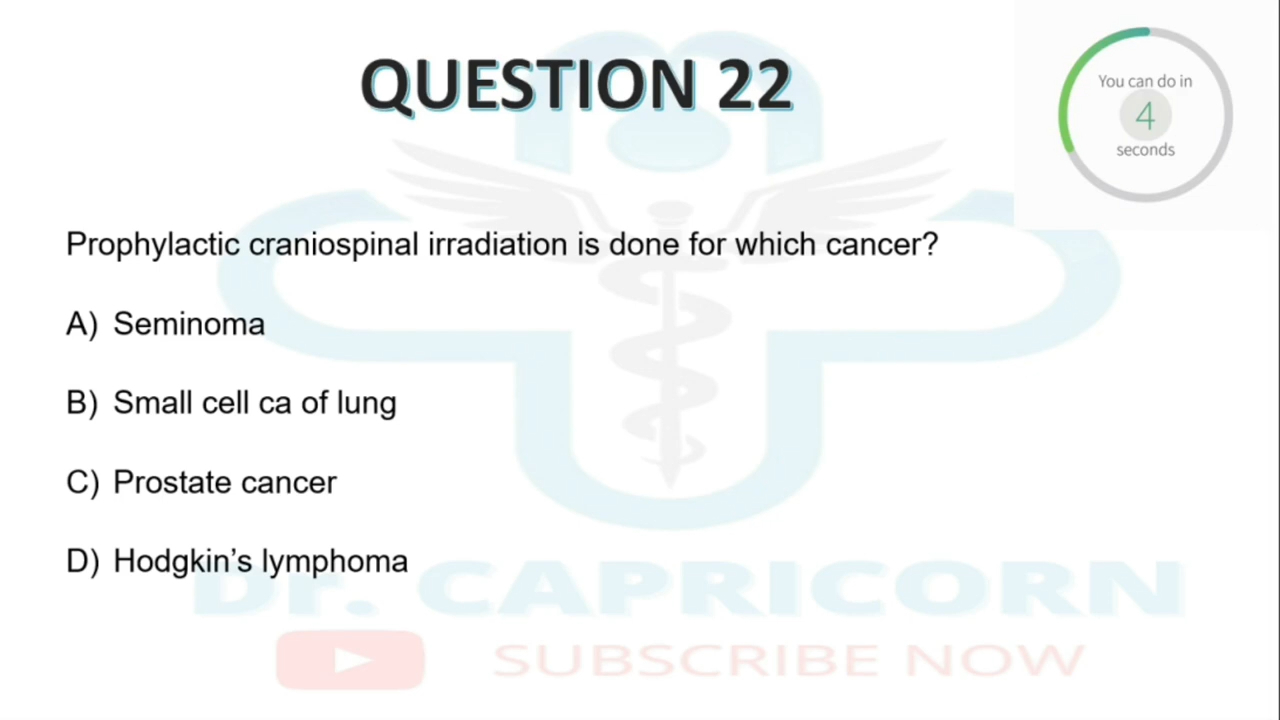 QUESTION 22
You can do in
4
seconds
Prophylactic craniospinal irradiation is done for which cancer?
A) Seminoma
B) Small cell ca of lung
C) Prostate cancer
D) Hodgkin’s lymphoma
Dr. CAPRICORN
SUBSCRIBE NOW